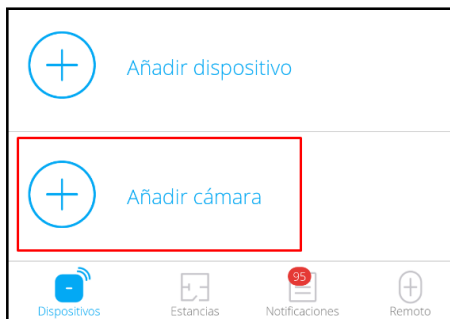 Añadir dispositivo
Añadir cámara
95
Dispositivos Estancias Notificaciones Remoto